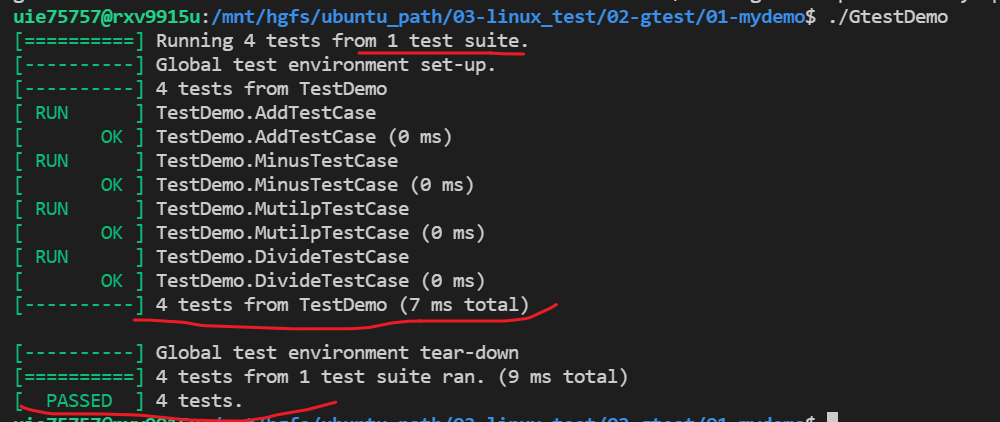 uie75757@rxv9915u:/mnt/hgfs/ubuntu_path/03-linux_test/02-gtest/01-mydemo$ ./GtestDemo
[==========] Running 4 tests from 1 test suite.
[----------] Global test environment set-up.
[----------] 4 tests from TestDemo
[ RUN      ] TestDemo.AddTestCase
[       OK ] TestDemo.AddTestCase (0 ms)
[ RUN      ] TestDemo.MinusTestCase
[       OK ] TestDemo.MinusTestCase (0 ms)
[ RUN      ] TestDemo.MutilpTestCase
[       OK ] TestDemo.MutilpTestCase (0 ms)
[ RUN      ] TestDemo.DivideTestCase
[       OK ] TestDemo.DivideTestCase (0 ms)
[----------] 4 tests from TestDemo (7 ms total)
[----------] Global test environment tear-down
[==========] 4 tests from 1 test suite ran. (9 ms total)
[  PASSED  ] 4 tests.